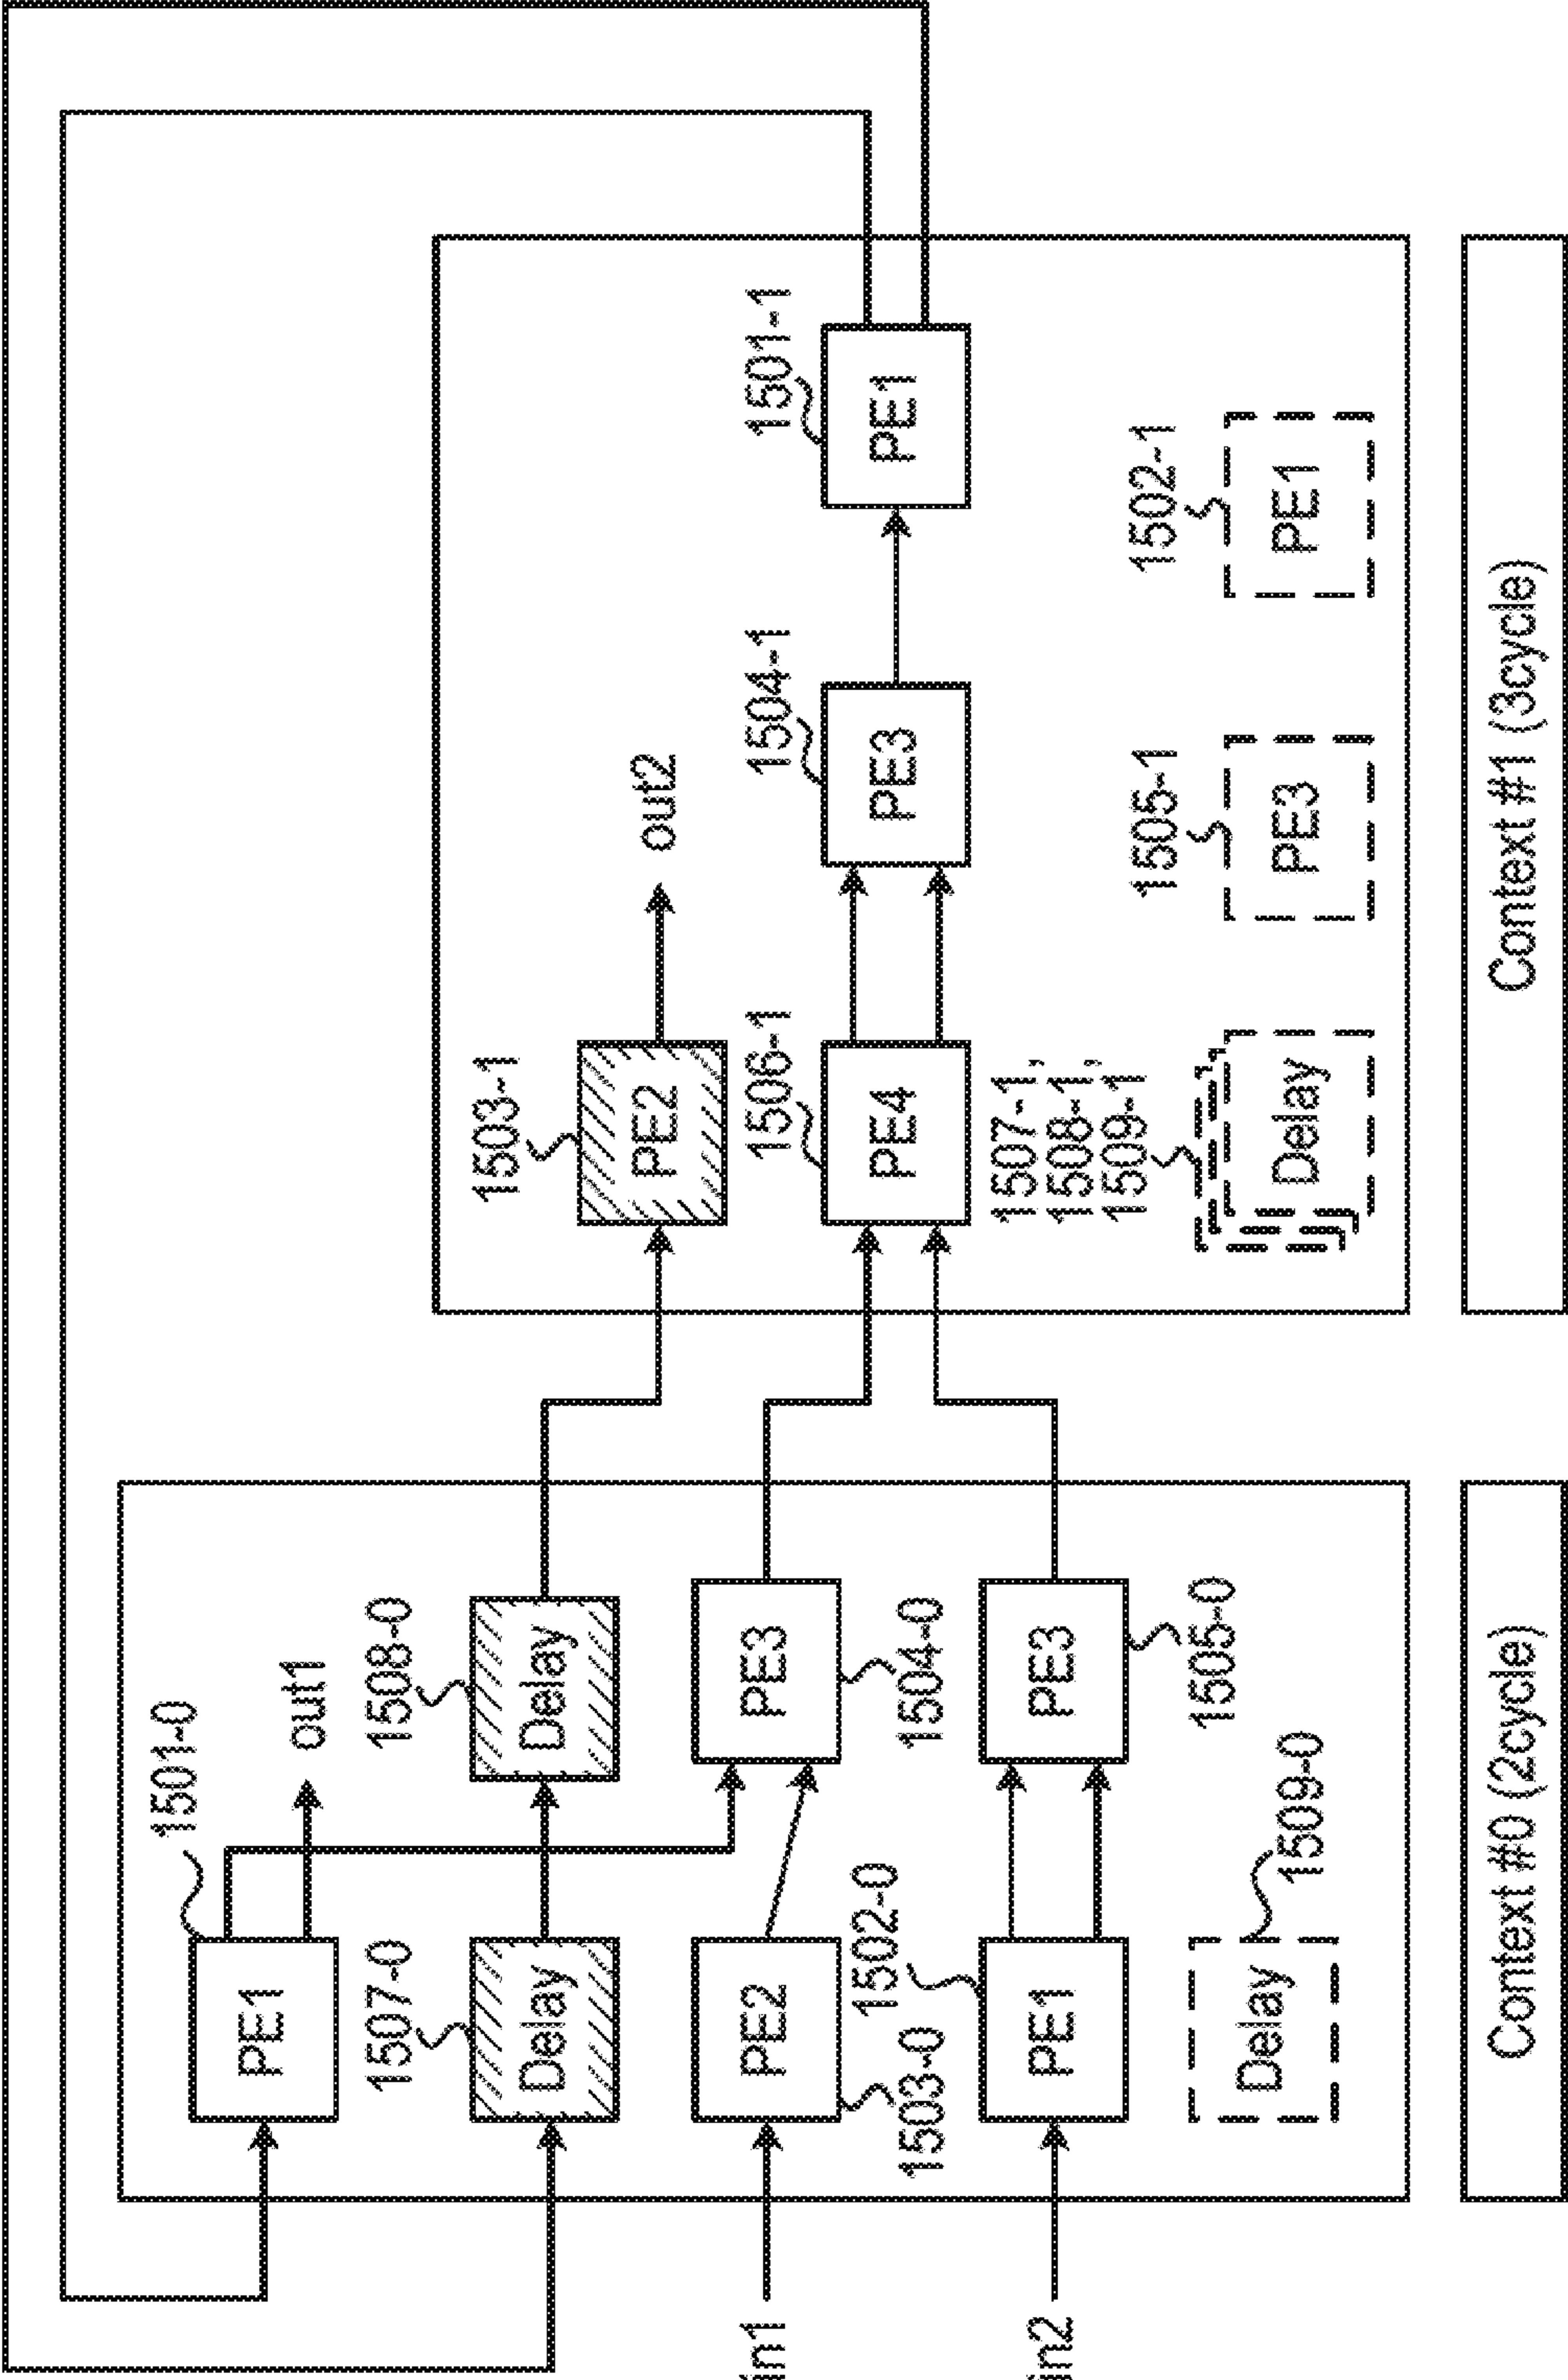 1501-0
PE1
out1
1507-0
Delay
1508-0
Delay
in1
PE2
1503-0
PE3
1504-0
in2
1502-0
PE1
PE3
1505-0
Delay
1509-0
Context #0 (2cycle)
1503-1
PE2
out2
1506-1
PE4
1504-1
PE3
1501-1
PE1
1507-1,
1508-1,
1509-1
Delay
1505-1
PE3
1502-1
PE1
Context #1 (3cycle)